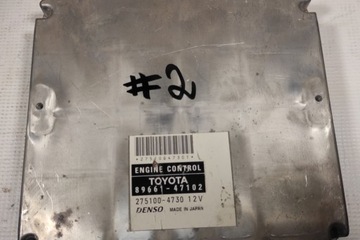 #2
ENGINE CONTROL
TOYOTA
89661-47102
275100-4730 12V
DENSO MADE IN JAPAN